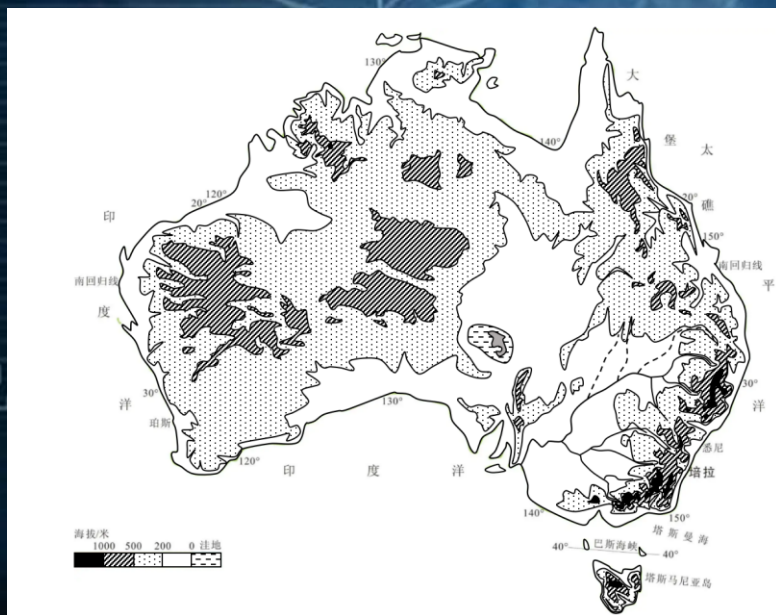 130°
大
堡
礁
太
平
洋
140°
120°
20°
20°
150°
印
度
洋
南回归线
南回归线
30°
30°
珀斯
130°
120°
印 度 洋
悉尼
堪培拉
140°
150°
塔斯曼海
巴斯海峡
40°
40°
塔斯马尼亚岛
海拔/米
1000 500 200 0 洼地